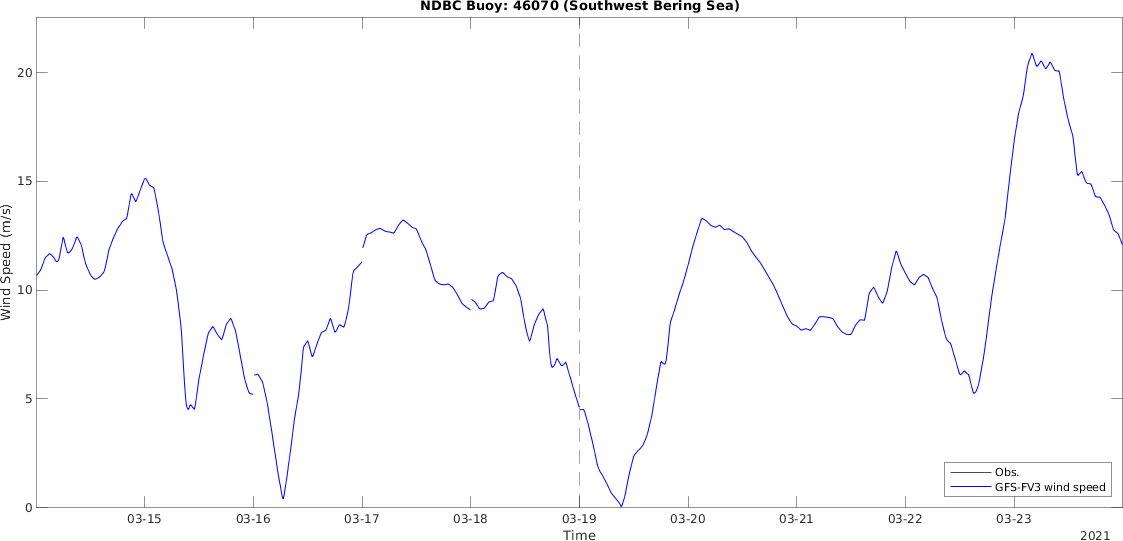 NDBC Buoy: 46070 (Southwest Bering Sea)
Wind Speed (m/s)
20
15
10
5
0
03-15 03-16 03-17 03-18 03-19 03-20 03-21 03-22 03-23
Time
2021
Obs.
GFS-FV3 wind speed